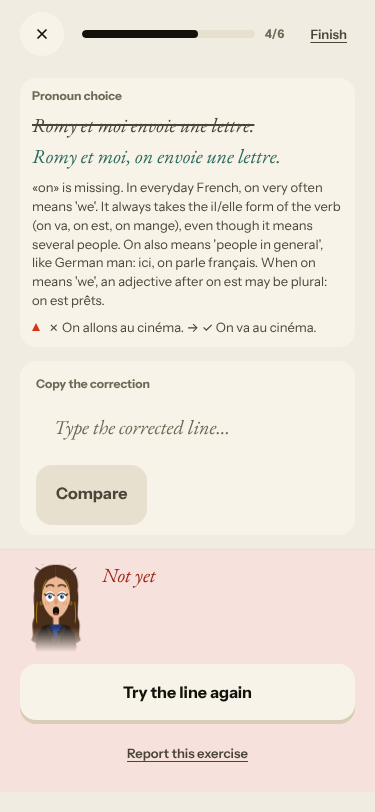 ✕ 4/6 Finish
Pronoun choice
Romy et moi envoie une lettre.
Romy et moi, on envoie une lettre.
«on» is missing. In everyday French, on very often
means 'we'. It always takes the il/elle form of the verb
(on va, on est, on mange), even though it means
several people. On also means 'people in general',
like German man: ici, on parle français. When on
means 'we', an adjective after on est may be plural:
on est prêts.
▲ × On allons au cinéma. → ✓ On va au cinéma.
Copy the correction
Type the corrected line...
Compare
Not yet
Try the line again
Report this exercise